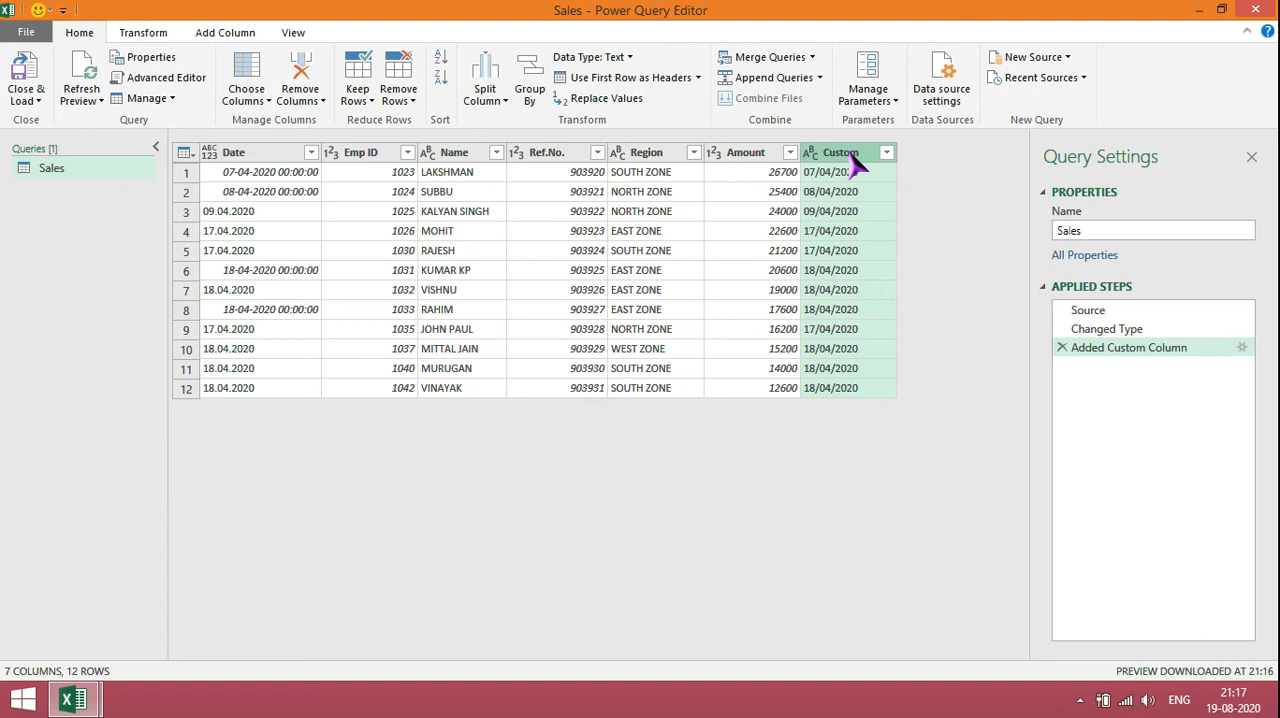 Sales - Power Query Editor
File Home Transform Add Column View
Close & Load
Close
Refresh Preview
Properties
Advanced Editor
Manage
Query
Choose Columns
Remove Columns
Manage Columns
Keep Rows
Remove Rows
Reduce Rows
Sort
Split Column
Group By
Data Type: Text
Use First Row as Headers
Replace Values
Transform
Merge Queries
Append Queries
Combine Files
Combine
Manage Parameters
Parameters
Data source settings
Data Sources
New Source
Recent Sources
New Query
Queries [1]
Sales
ABC 123 Date 123 Emp ID ABC Name 123 Ref.No. ABC Region 123 Amount ABC Custom
1 07-04-2020 00:00:00 1023 LAKSHMAN 903920 SOUTH ZONE 26700
2 08-04-2020 00:00:00 1024 SUBBU 903921 NORTH ZONE 25400 08/04/2020
3 09.04.2020 1025 KALYAN SINGH 903922 NORTH ZONE 24000 09/04/2020
4 17.04.2020 1026 MOHIT 903923 EAST ZONE 22600 17/04/2020
5 17.04.2020 1030 RAJESH 903924 SOUTH ZONE 21200 17/04/2020
6 18-04-2020 00:00:00 1031 KUMAR KP 903925 EAST ZONE 20600 18/04/2020
7 18.04.2020 1032 VISHNU 903926 EAST ZONE 19000 18/04/2020
8 18-04-2020 00:00:00 1033 RAHIM 903927 EAST ZONE 17600 18/04/2020
9 17.04.2020 1035 JOHN PAUL 903928 NORTH ZONE 16200 17/04/2020
10 18.04.2020 1037 MITTAL JAIN 903929 WEST ZONE 15200 18/04/2020
11 18.04.2020 1040 MURUGAN 903930 SOUTH ZONE 14000 18/04/2020
12 18.04.2020 1042 VINAYAK 903931 SOUTH ZONE 12600 18/04/2020
Query Settings
PROPERTIES
Name
Sales
All Properties
APPLIED STEPS
Source
Changed Type
Added Custom Column
7 COLUMNS, 12 ROWS
PREVIEW DOWNLOADED AT 21:16
ENG
21:17
19-08-2020